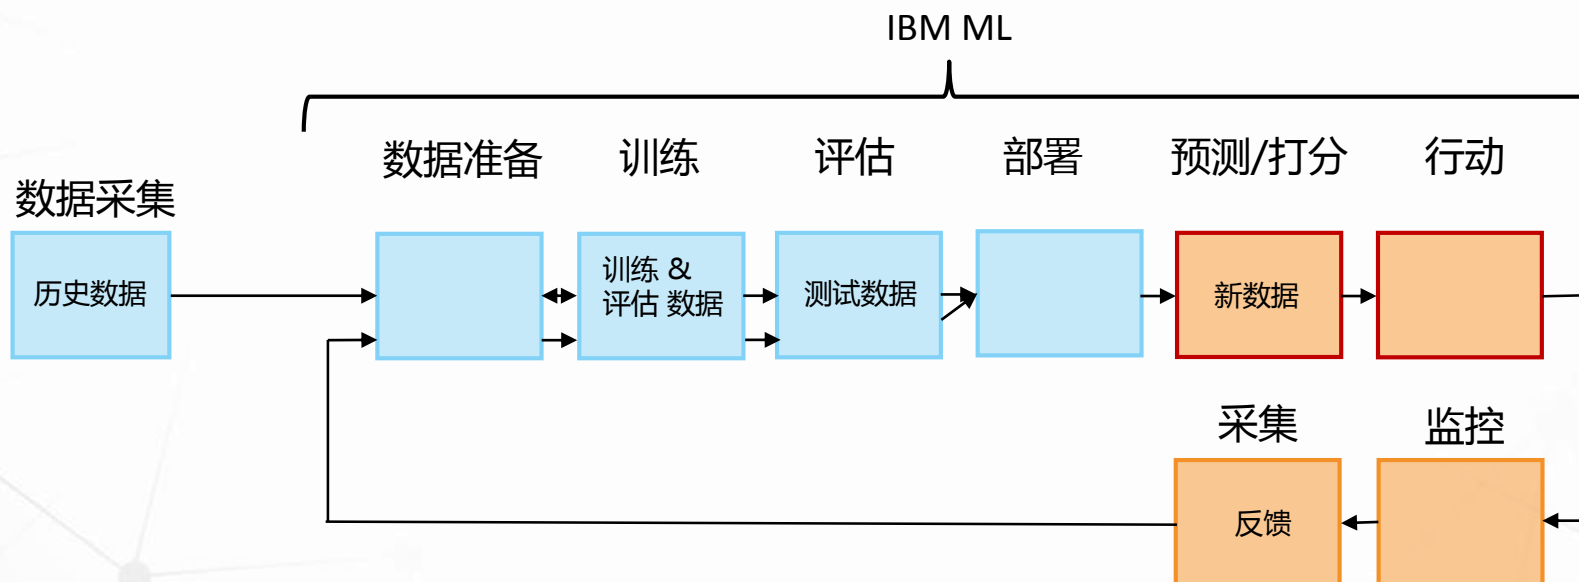 IBM ML
数据准备
训练
评估
部署
预测/打分
行动
数据采集
历史数据
训练 &
评估 数据
测试数据
新数据
采集
监控
反馈